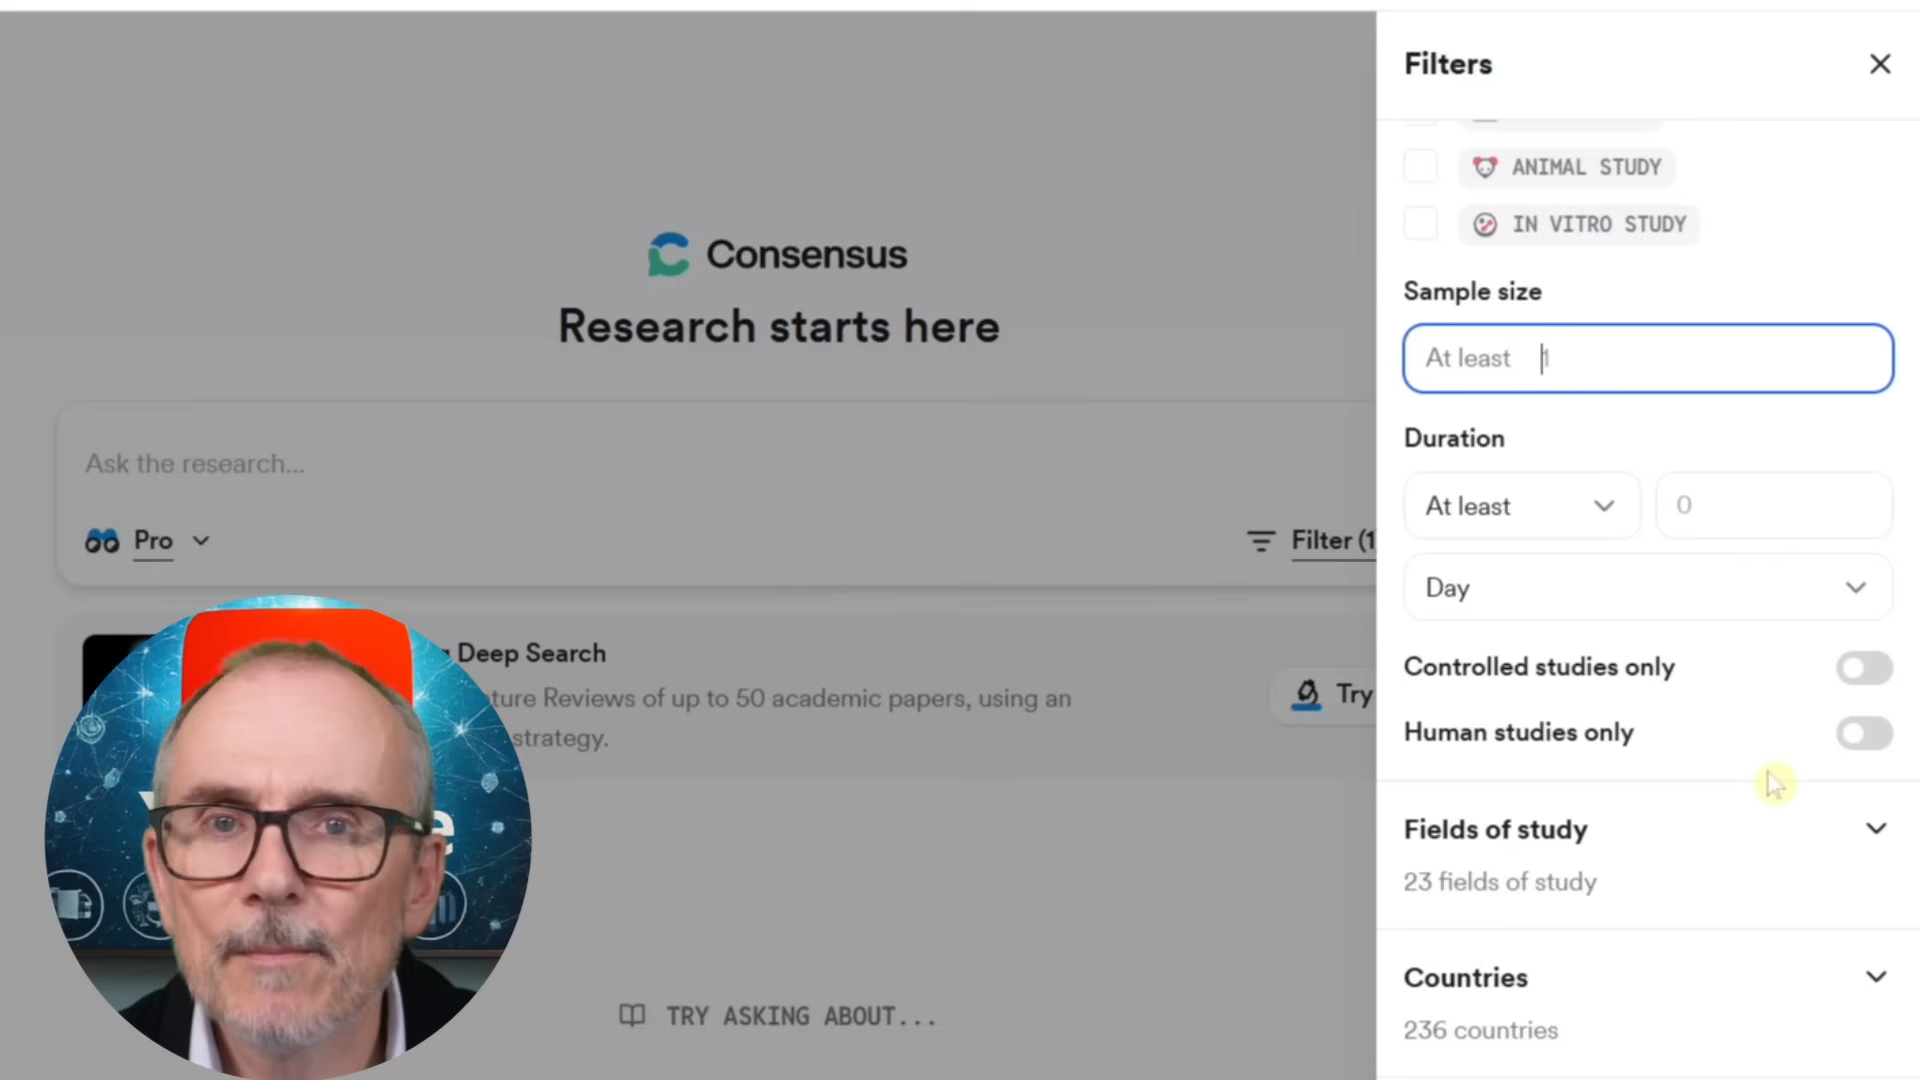 Consensus
Research starts here
Ask the research...
Pro
Filter (1
Deep Search
ture Reviews of up to 50 academic papers, using an
strategy.
Try
TRY ASKING ABOUT...
Filters
ANIMAL STUDY
IN VITRO STUDY
Sample size
At least 1
Duration
At least
0
Day
Controlled studies only
Human studies only
Fields of study
23 fields of study
Countries
236 countries